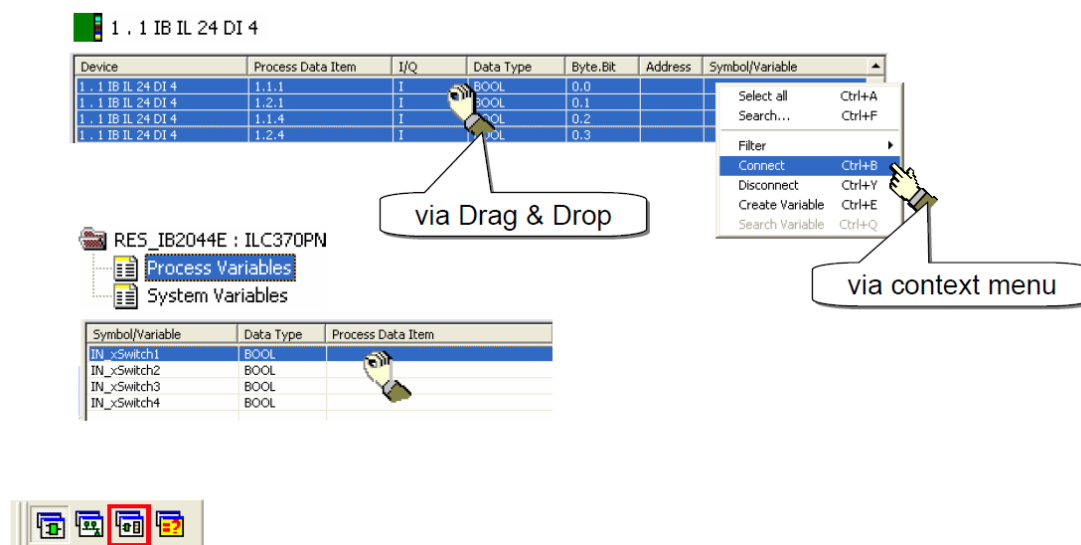 1 . 1 IB IL 24 DI 4
Device Process Data Item I/Q Data Type Byte.Bit Address Symbol/Variable
1 . 1 IB IL 24 DI 4 1.1.1 I BOOL 0.0
1 . 1 IB IL 24 DI 4 1.2.1 I BOOL 0.1
1 . 1 IB IL 24 DI 4 1.1.4 I OOL 0.2
1 . 1 IB IL 24 DI 4 1.2.4 I OOL 0.3
Select all Ctrl+A
Search... Ctrl+F
Filter
Connect Ctrl+B
Disconnect Ctrl+Y
Create Variable Ctrl+E
Search Variable Ctrl+Q
via Drag & Drop
via context menu
RES_IB2044E : ILC370PN
Process Variables
System Variables
Symbol/Variable Data Type Process Data Item
IN_xSwitch1 BOOL
IN_xSwitch2 BOOL
IN_xSwitch3 BOOL
IN_xSwitch4 BOOL